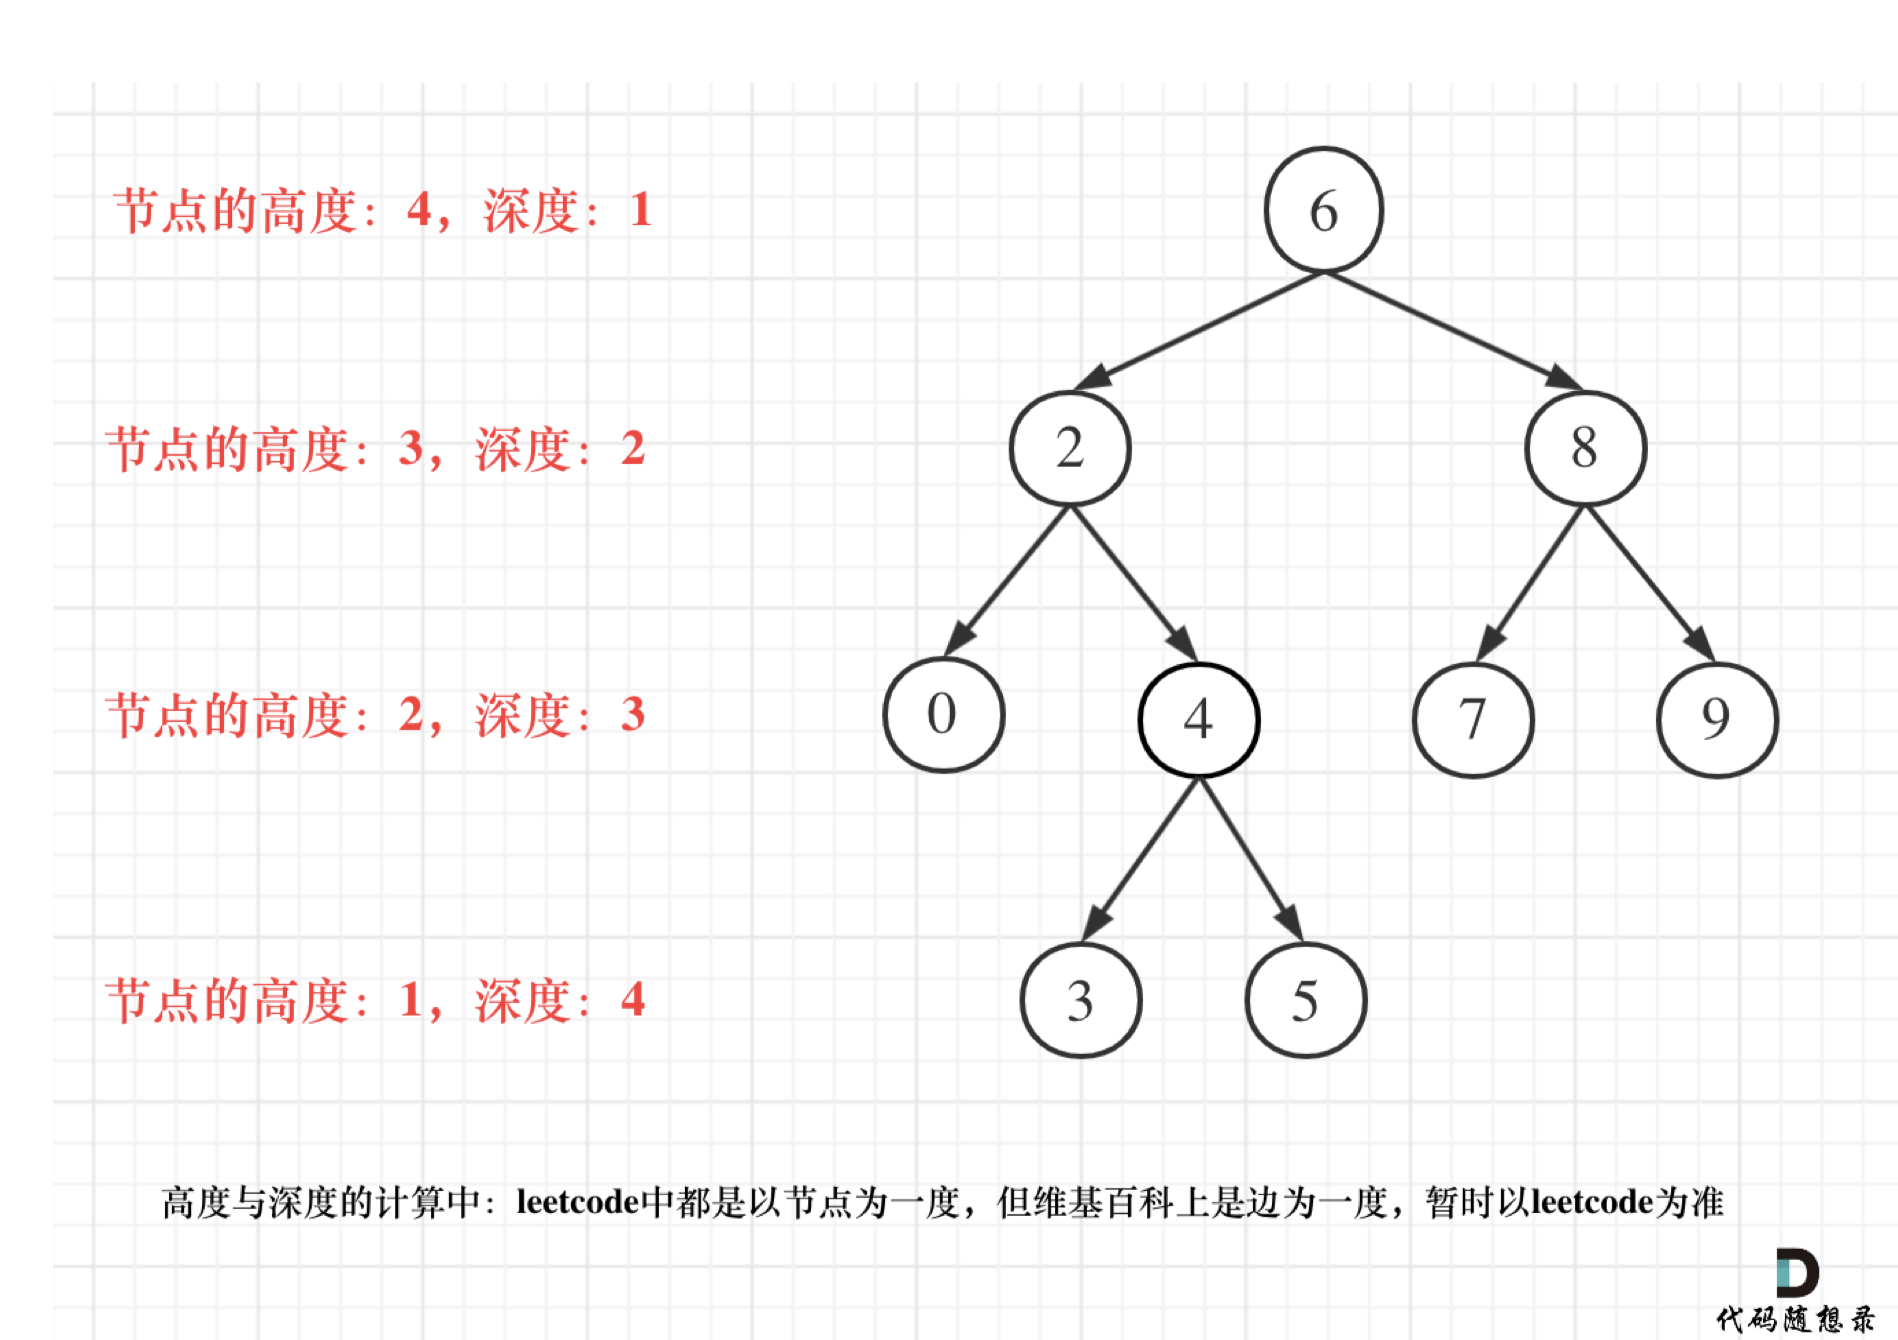 节点的高度：4，深度：1
6
节点的高度：3，深度：2
2
8
节点的高度：2，深度：3
0
4
7
9
节点的高度：1，深度：4
3
5
高度与深度的计算中：leetcode中都是以节点为一度，但维基百科上是边为一度，暂时以leetcode为准
代码随想录